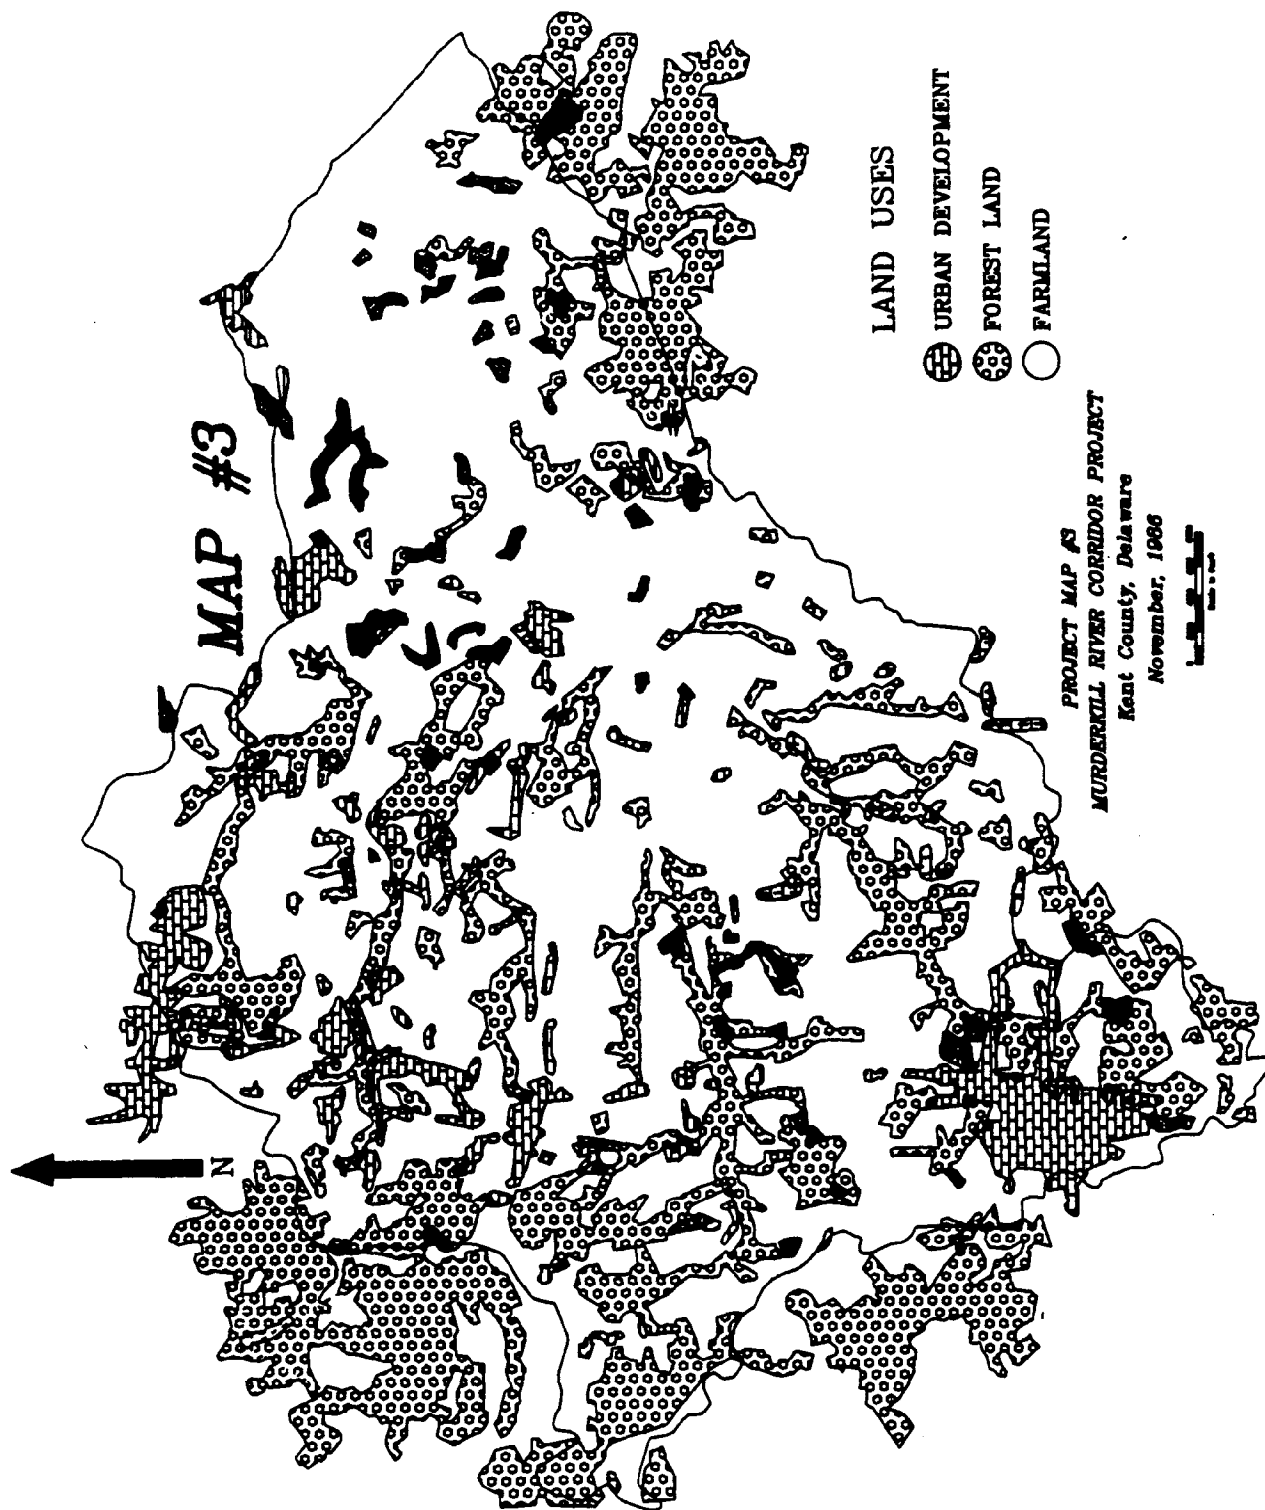 MAP #3
N
LAND USES
URBAN DEVELOPMENT
FOREST LAND
FARMLAND
PROJECT MAP #3
MURDERKILL RIVER CORRIDOR PROJECT
Kent County, Delaware
November, 1986